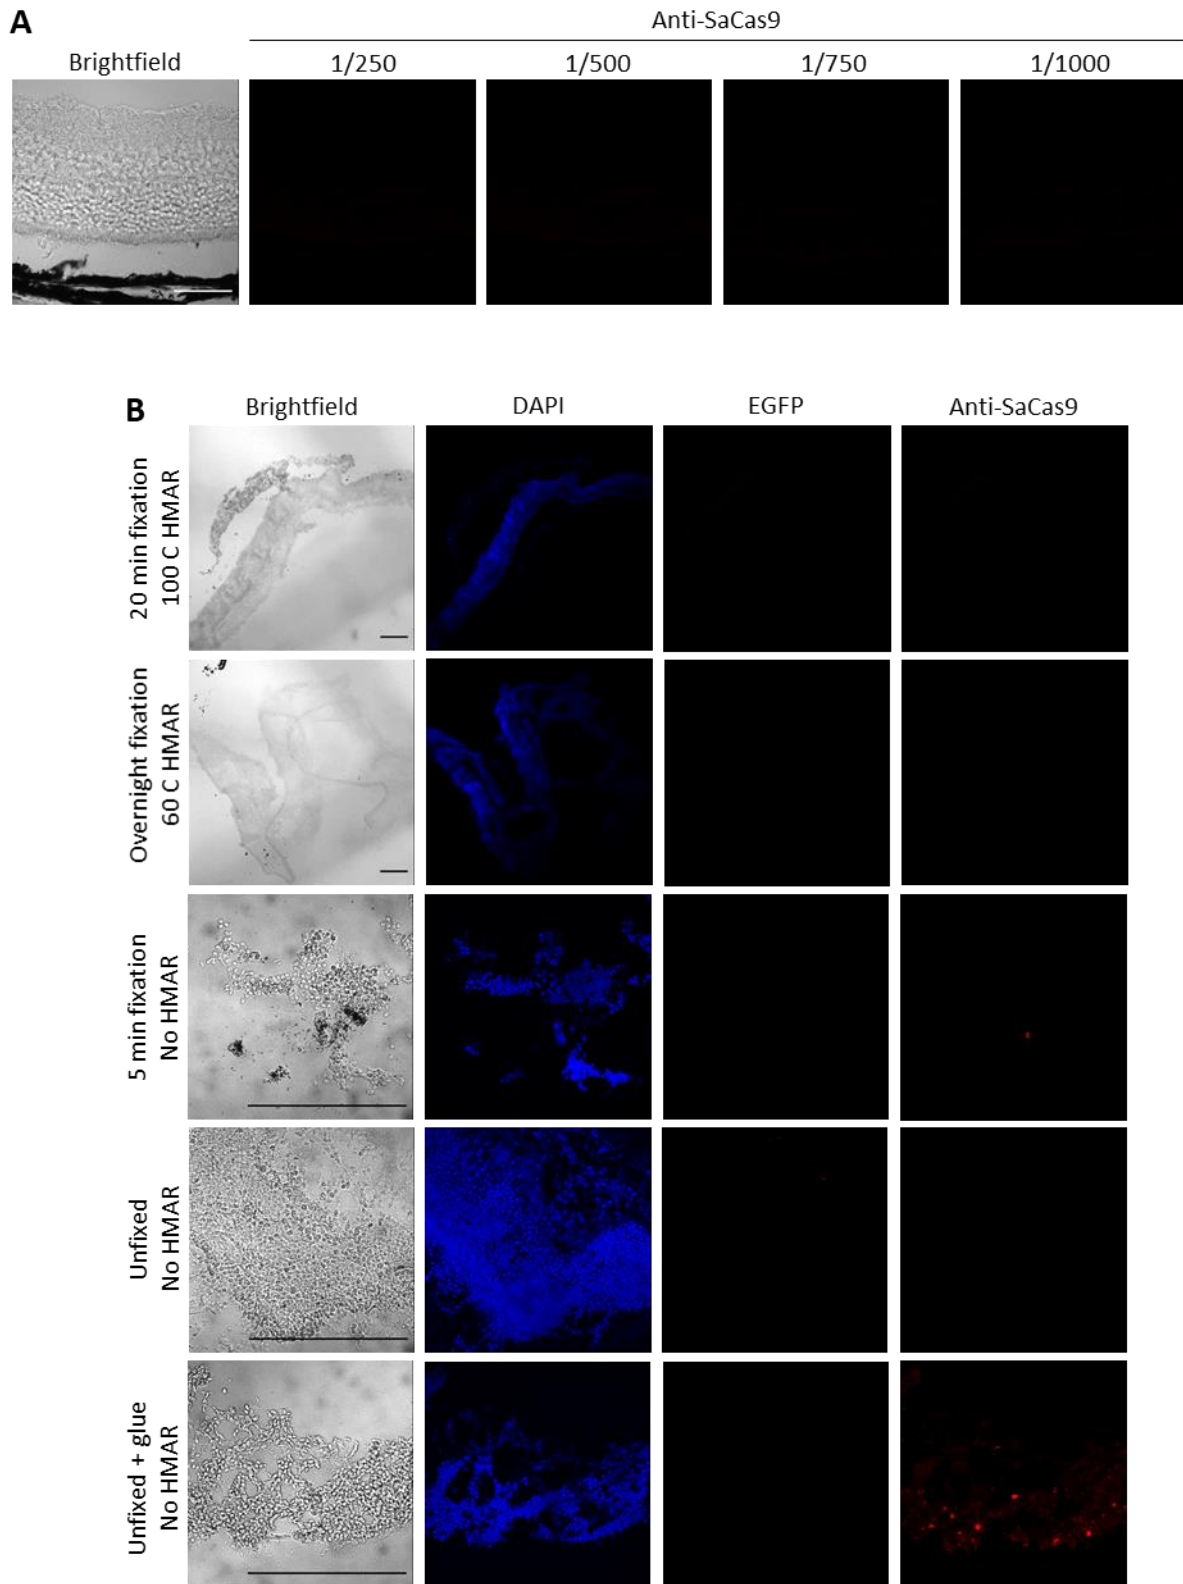 A
Anti-SaCas9
Brightfield
1/250
1/500
1/750
1/1000
B
Brightfield
DAPI
EGFP
Anti-SaCas9
20 min fixation
100 C HMAR
Overnight fixation
60 C HMAR
5 min fixation
No HMAR
Unfixed
No HMAR
Unfixed + glue
No HMAR